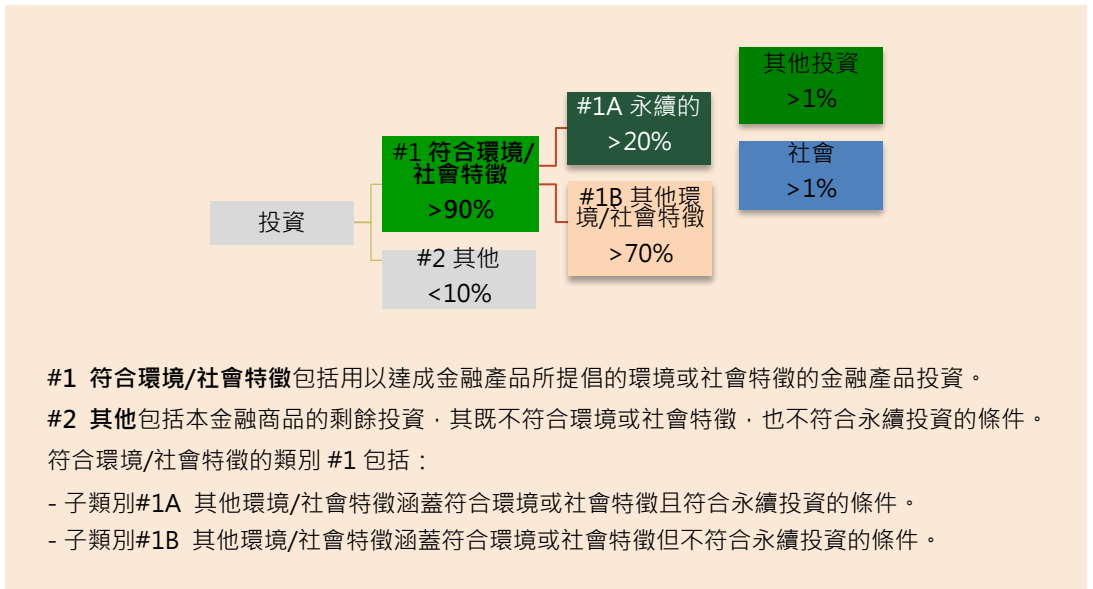 投資
#1 符合環境/
社會特徵
>90%
#2 其他
<10%
#1A 永續的
>20%
#1B 其他環
境/社會特徵
>70%
其他投資
>1%
社會
>1%
#1 符合環境/社會特徵包括用以達成金融產品所提倡的環境或社會特徵的金融產品投資。
#2 其他包括本金融商品的剩餘投資，其既不符合環境或社會特徵，也不符合永續投資的條件。
符合環境/社會特徵的類別 #1 包括：
- 子類別#1A 其他環境/社會特徵涵蓋符合環境或社會特徵且符合永續投資的條件。
- 子類別#1B 其他環境/社會特徵涵蓋符合環境或社會特徵但不符合永續投資的條件。